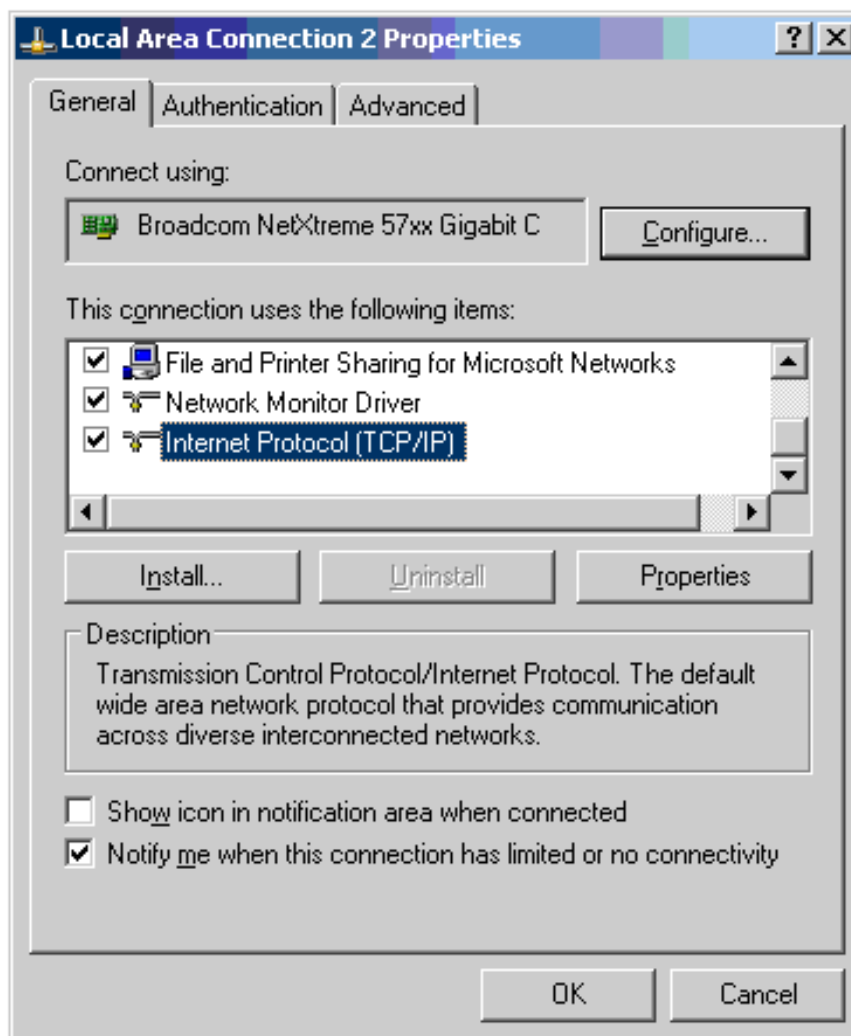 Local Area Connection 2 Properties
General
Authentication
Advanced
Connect using:
Broadcom NetXtreme 57xx Gigabit C
Configure...
This connection uses the following items:
File and Printer Sharing for Microsoft Networks
Network Monitor Driver
Internet Protocol (TCP/IP)
Install...
Uninstall
Properties
Description
Transmission Control Protocol/Internet Protocol. The default
wide area network protocol that provides communication
across diverse interconnected networks.
Show icon in notification area when connected
Notify me when this connection has limited or no connectivity
OK
Cancel